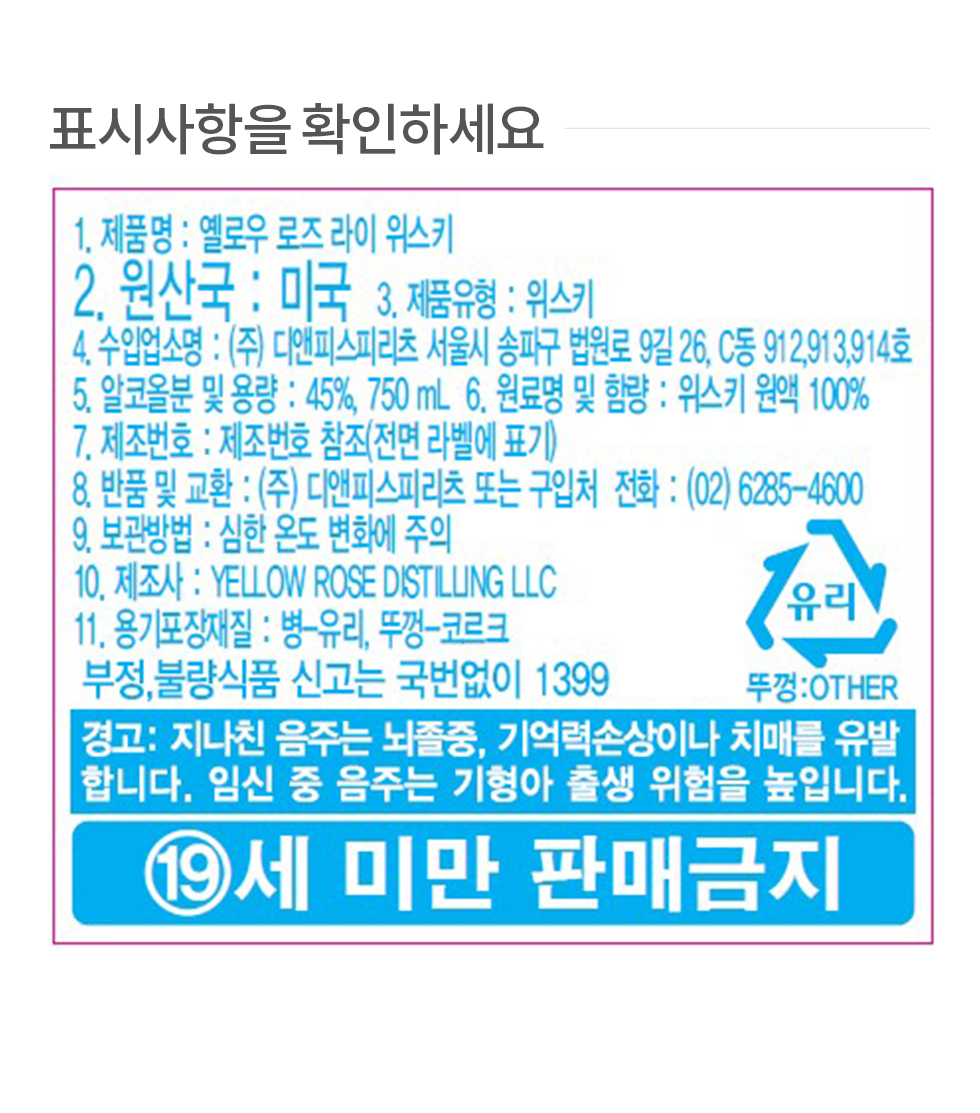 표시사항을 확인하세요
1. 제품명 : 옐로우 로즈 라이 위스키
2. 원산국 : 미국 3. 제품유형 : 위스키
4. 수입업소명 : (주) 디앤피스피리츠 서울시 송파구 법원로 9길 26, C동 912,913,914호
5. 알코올분 및 용량 : 45%, 750 mL 6. 원료명 및 함량 : 위스키 원액 100%
7. 제조번호 : 제조번호 참조(전면 라벨에 표기)
8. 반품 및 교환 : (주) 디앤피스피리츠 또는 구입처 전화 : (02) 6285-4600
9. 보관방법 : 심한 온도 변화에 주의
10. 제조사 : YELLOW ROSE DISTILLING LLC
11. 용기포장재질 : 병-유리, 뚜껑-코르크
부정,불량식품 신고는 국번없이 1399
유리
뚜껑:OTHER
경고: 지나친 음주는 뇌졸중, 기억력손상이나 치매를 유발
합니다. 임신 중 음주는 기형아 출생 위험을 높입니다.
⑲세 미만 판매금지